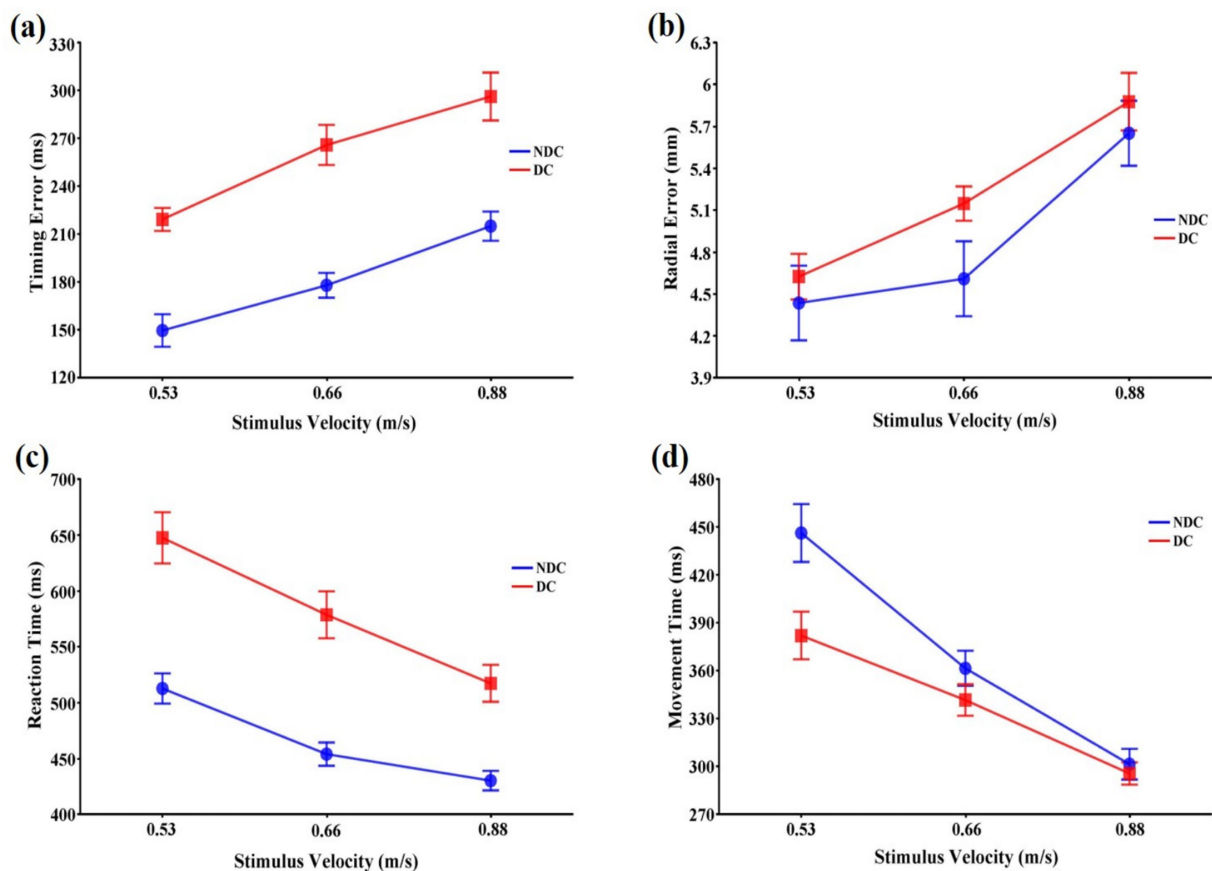 (a)
330
300
270
240
210
180
150
120
Timing Error (ms)
NDC
DC
0.53 0.66 0.88
Stimulus Velocity (m/s)
(b)
6.3
6
5.7
5.4
5.1
4.8
4.5
4.2
3.9
Radial Error (mm)
NDC
DC
0.53 0.66 0.88
Stimulus Velocity (m/s)
(c)
700
650
600
550
500
450
400
Reaction Time (ms)
NDC
DC
0.53 0.66 0.88
Stimulus Velocity (m/s)
(d)
480
450
420
390
360
330
300
270
Movement Time (ms)
NDC
DC
0.53 0.66 0.88
Stimulus Velocity (m/s)